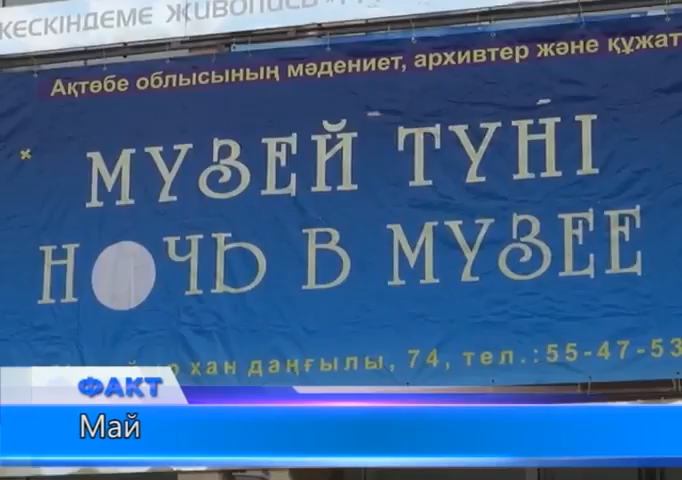 КЕСКІНДЕМЕ ЖИВОПИСЬ
Ақтөбе облысының мәдениет, архивтер және құжат
МУЗЕЙ ТҮНІ
НОЧЬ В МУЗЕЕ
хан даңғылы, 74, тел.:55-47-53
ФАКТ
Май